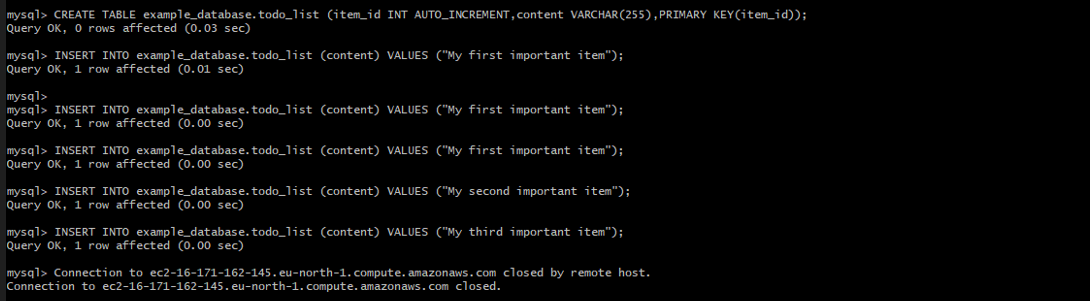 mysql> CREATE TABLE example_database.todo_list (item_id INT AUTO_INCREMENT,content VARCHAR(255),PRIMARY KEY(item_id));
Query OK, 0 rows affected (0.03 sec)
mysql> INSERT INTO example_database.todo_list (content) VALUES ("My first important item");
Query OK, 1 row affected (0.01 sec)
mysql>
mysql> INSERT INTO example_database.todo_list (content) VALUES ("My first important item");
Query OK, 1 row affected (0.00 sec)
mysql> INSERT INTO example_database.todo_list (content) VALUES ("My first important item");
Query OK, 1 row affected (0.00 sec)
mysql> INSERT INTO example_database.todo_list (content) VALUES ("My second important item");
Query OK, 1 row affected (0.00 sec)
mysql> INSERT INTO example_database.todo_list (content) VALUES ("My third important item");
Query OK, 1 row affected (0.00 sec)
mysql> Connection to ec2-16-171-162-145.eu-north-1.compute.amazonaws.com closed by remote host.
Connection to ec2-16-171-162-145.eu-north-1.compute.amazonaws.com closed.